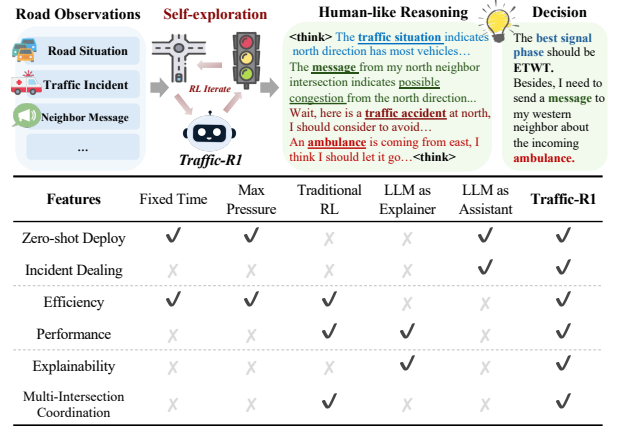 Road Observations
Self-exploration
Human-like Reasoning
Decision
Road Situation
Traffic Incident
Neighbor Message
...
RL Iterate
Traffic-R1
<think> The traffic situation indicates
north direction has most vehicles…
The message from my north neighbor
intersection indicates possible
congestion from the north direction...
Wait, here is a traffic accident at north,
I should consider to avoid…
An ambulance is coming from east, I
think I should let it go…<think>
The best signal
phase should be
ETWT.
Besides, I need to
send a message to
my western
neighbor about
the incoming
ambulance.
Features Fixed Time Max Pressure Traditional RL LLM as Explainer LLM as Assistant Traffic-R1
Zero-shot Deploy ✓ ✓ ✗ ✗ ✓ ✓
Incident Dealing ✗ ✗ ✗ ✗ ✓ ✓
Efficiency ✓ ✓ ✓ ✗ ✗ ✓
Performance ✗ ✗ ✓ ✓ ✗ ✓
Explainability ✗ ✗ ✗ ✓ ✗ ✓
Multi-Intersection Coordination ✗ ✗ ✓ ✗ ✗ ✓